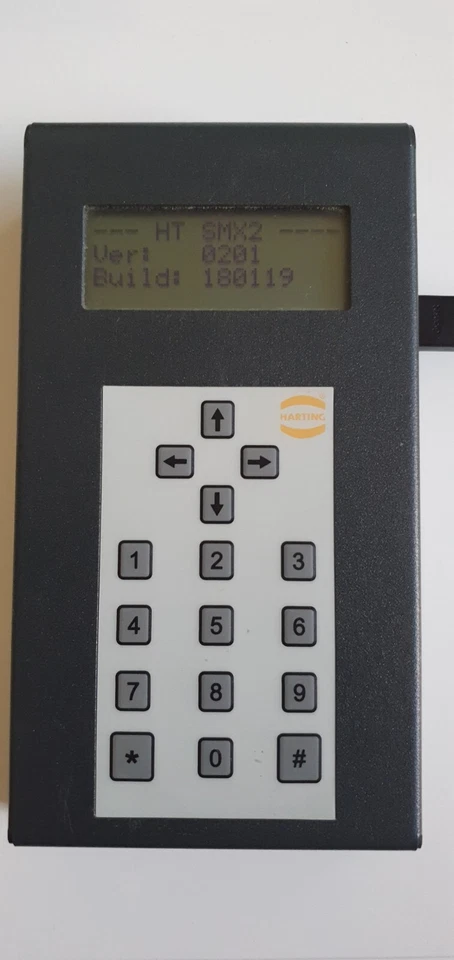 --- HT SMX2 ----
Ver: 0201
Build: 180119
HARTING
↑
← →
↓
1 2 3
4 5 6
7 8 9
* 0 #